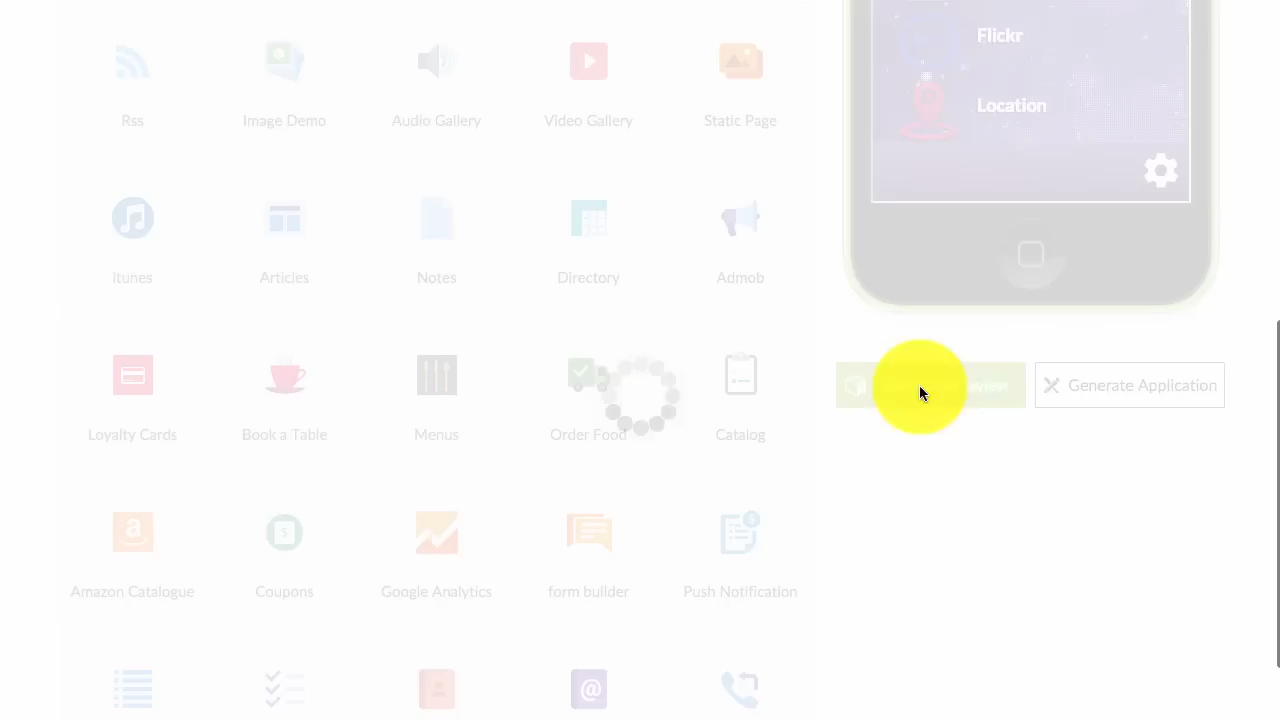 Flickr
Location
Rss
Image Demo
Audio Gallery
Video Gallery
Static Page
Itunes
Articles
Notes
Directory
Admob
Generate Application
Loyalty Cards
Book a Table
Menus
Order Food
Catalog
Amazon Catalogue
Coupons
Google Analytics
form builder
Push Notification